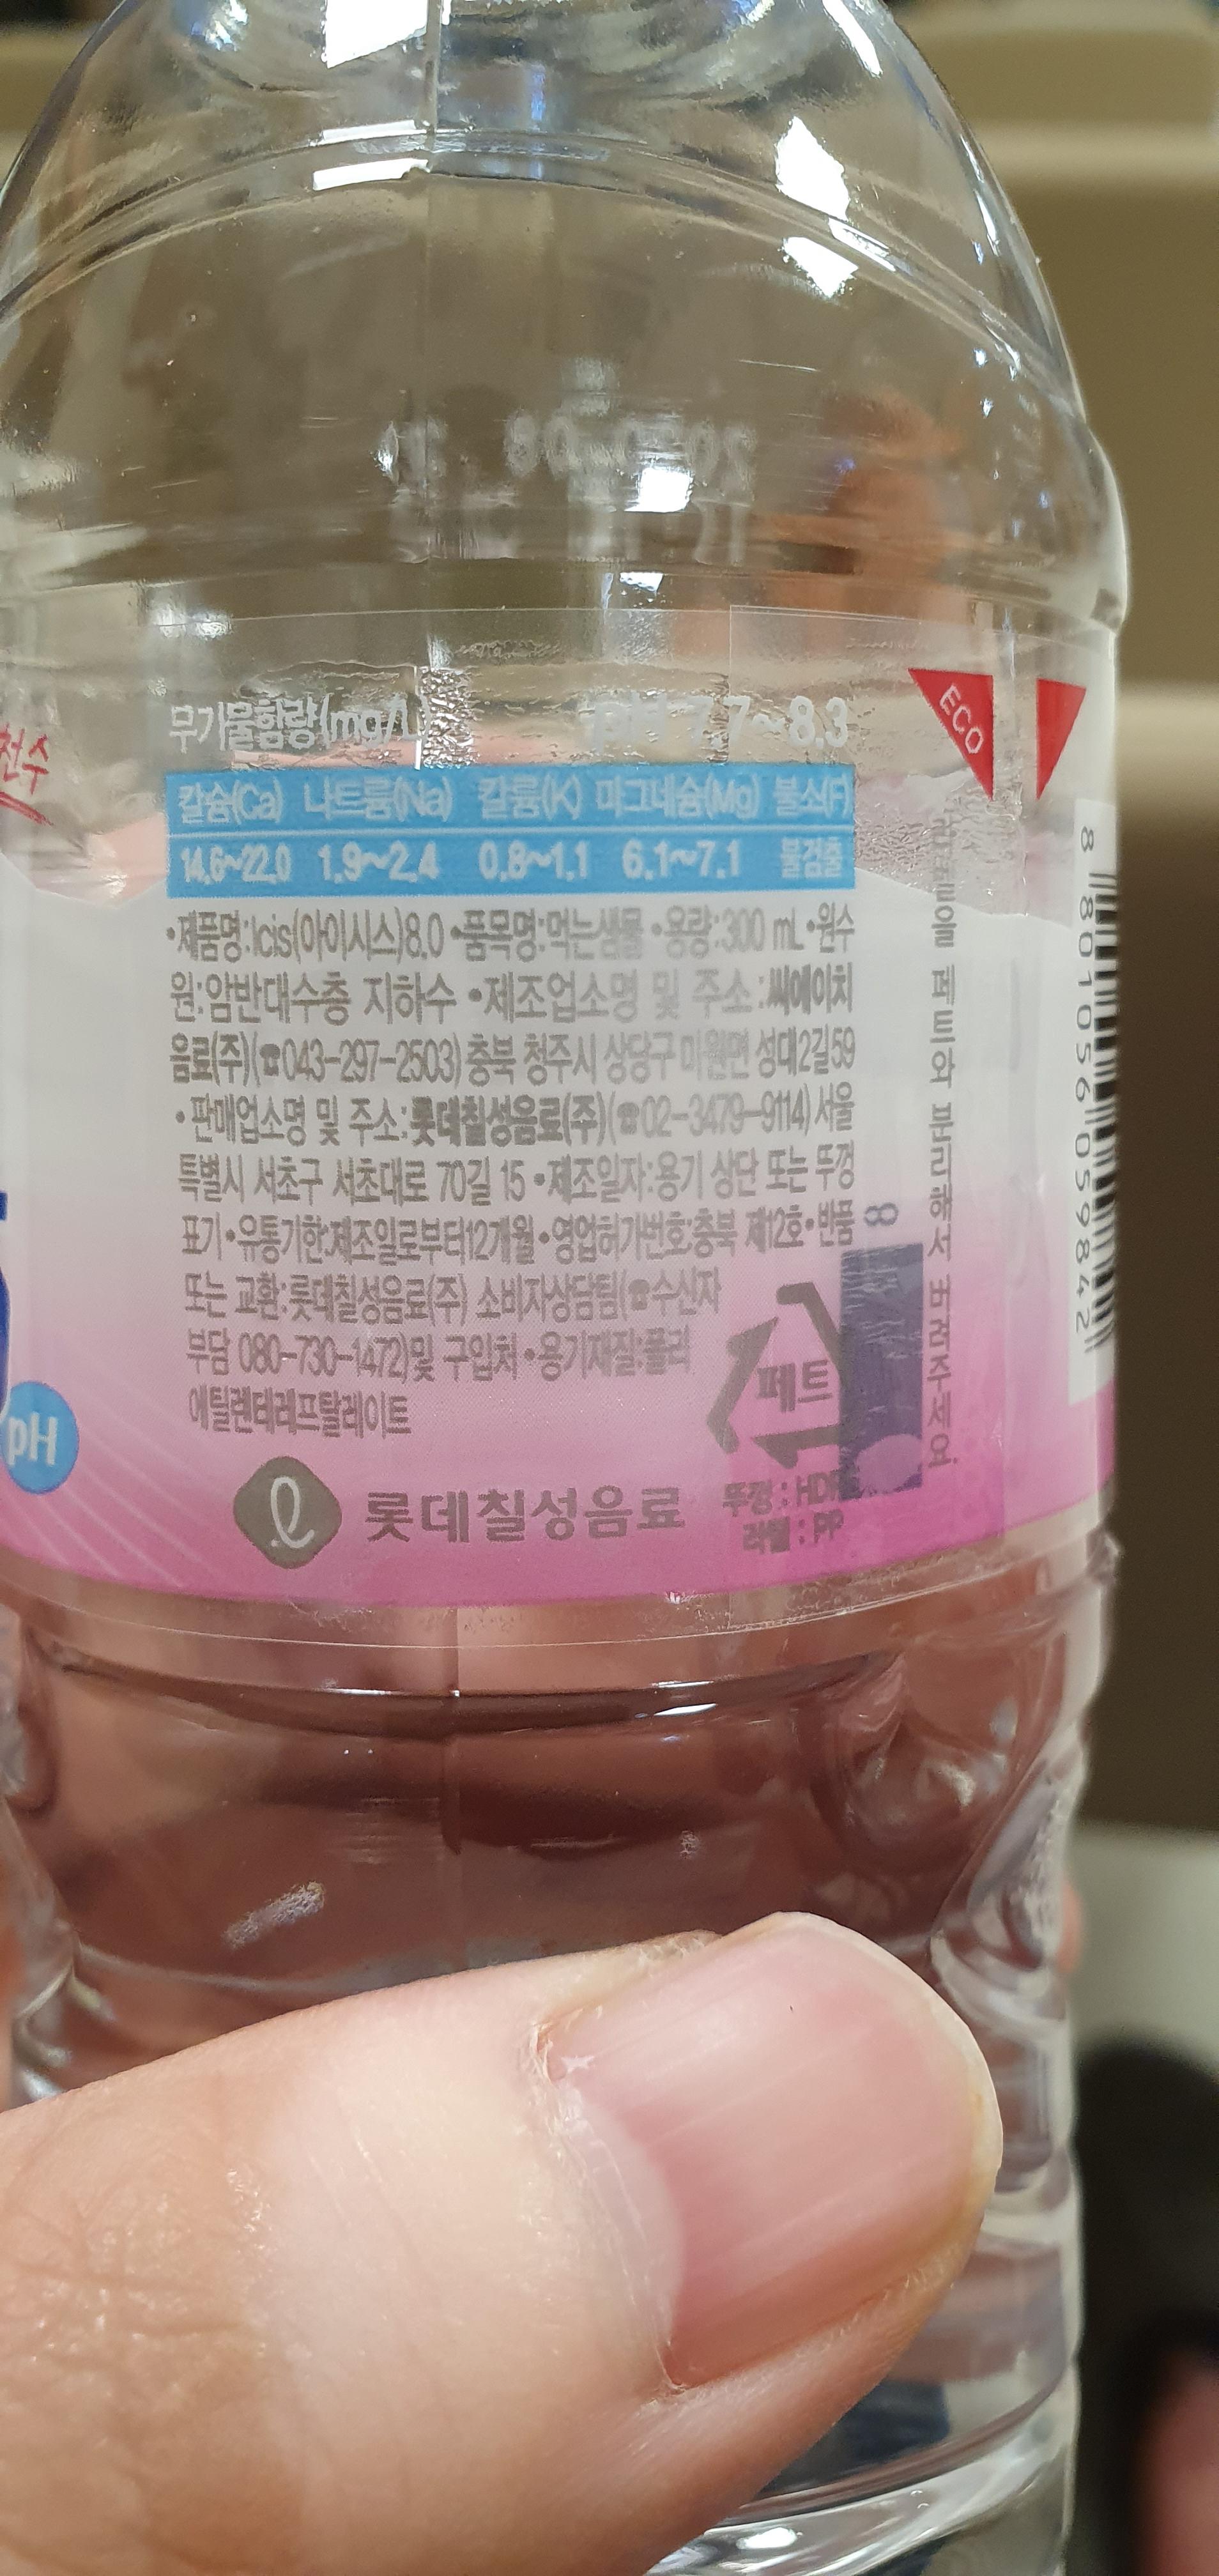 천수
무기물함량(mg/L) pH 7.7~8.3
칼슘(Ca) 나트륨(Na) 칼륨(K) 마그네슘(Mg) 불소(F)
14.6~22.0 1.9~2.4 0.8~1.1 6.1~7.1 불검출
•제품명:Icis(아이시스)8.0 •품목명:먹는샘물 •용량:300 mL •원수
원:암반대수층 지하수 •제조업소명 및 주소:씨에이치
음료(주)(☎043-297-2503)충북 청주시 상당구 미원면 성대2길59
•판매업소명 및 주소:롯데칠성음료(주)(☎02-3479-9114)서울
특별시 서초구 서초대로 70길 15 •제조일자:용기 상단 또는 뚜껑
표기•유통기한:제조일로부터12개월•영업허가번호:충북 제12호•반품
또는 교환:롯데칠성음료(주) 소비자상담팀(☎수신자
부담 080-730-1472)및 구입처 •용기재질:폴리
에틸렌테레프탈레이트
페트
뚜껑 : HDPE
라벨 : PP
롯데칠성음료
pH
ECO
페트와 분리해서 버려주세요.
8 801056 059842
8